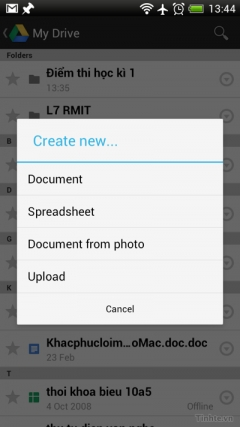 13:44
My Drive
Folders
Điểm thi học kì 1
13:35
L7 RMIT
B
D
Create new...
Document
Spreadsheet
G
Document from photo
Upload
K
Cancel
Khacphucloim...oMac.doc.doc
23 Feb
T
thoi khoa bieu 10a5
4 Oct 2008
Offline
Tinhte.vn